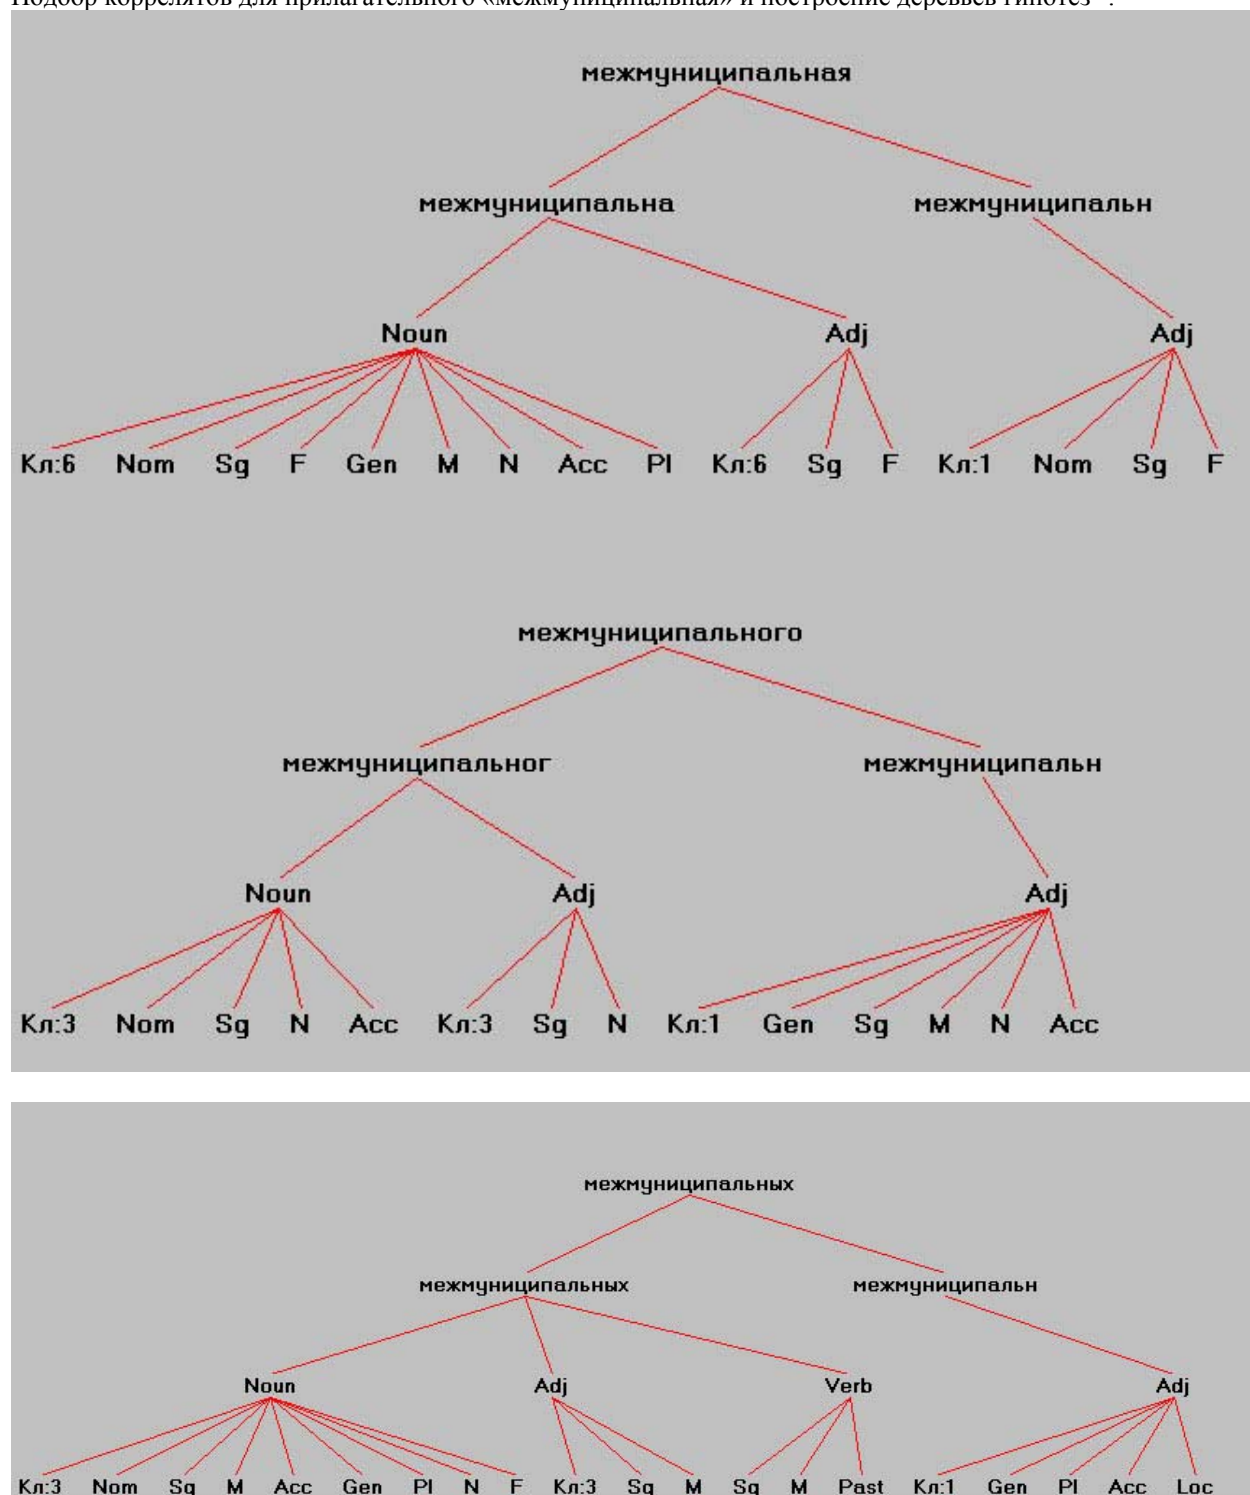 Подбор коррелятов для прилагательного «межмуниципальная» и построение деревьев гипотез
межмуниципальная
межмуниципальна межмуниципальн
Noun Adj Adj
Кл:6 Nom Sg F Gen M N Acc Pl Кл:6 Sg F Кл:1 Nom Sg F
межмуниципального
межмуниципальног межмуниципальн
Noun Adj Adj
Кл:3 Nom Sg N Acc Кл:3 Sg N Кл:1 Gen Sg M N Acc
межмуниципальных
межмуниципальных межмуниципальн
Noun Adj Verb Adj
Кл:3 Nom Sg M Acc Gen Pl N F Кл:3 Sg M Sg M Past Кл:1 Gen Pl Acc Loc